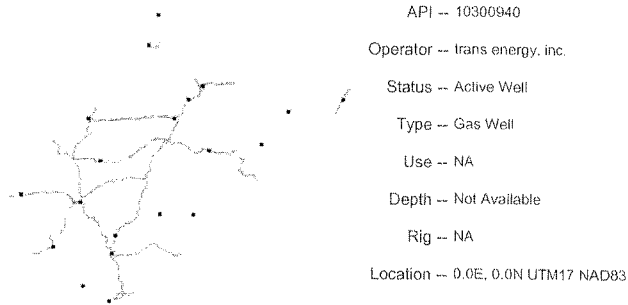 API -- 10300940
Operator -- trans energy, inc.
Status -- Active Well
Type -- Gas Well
Use -- NA
Depth -- Not Available
Rig -- NA
Location -- 0.0E, 0.0N UTM17 NAD83